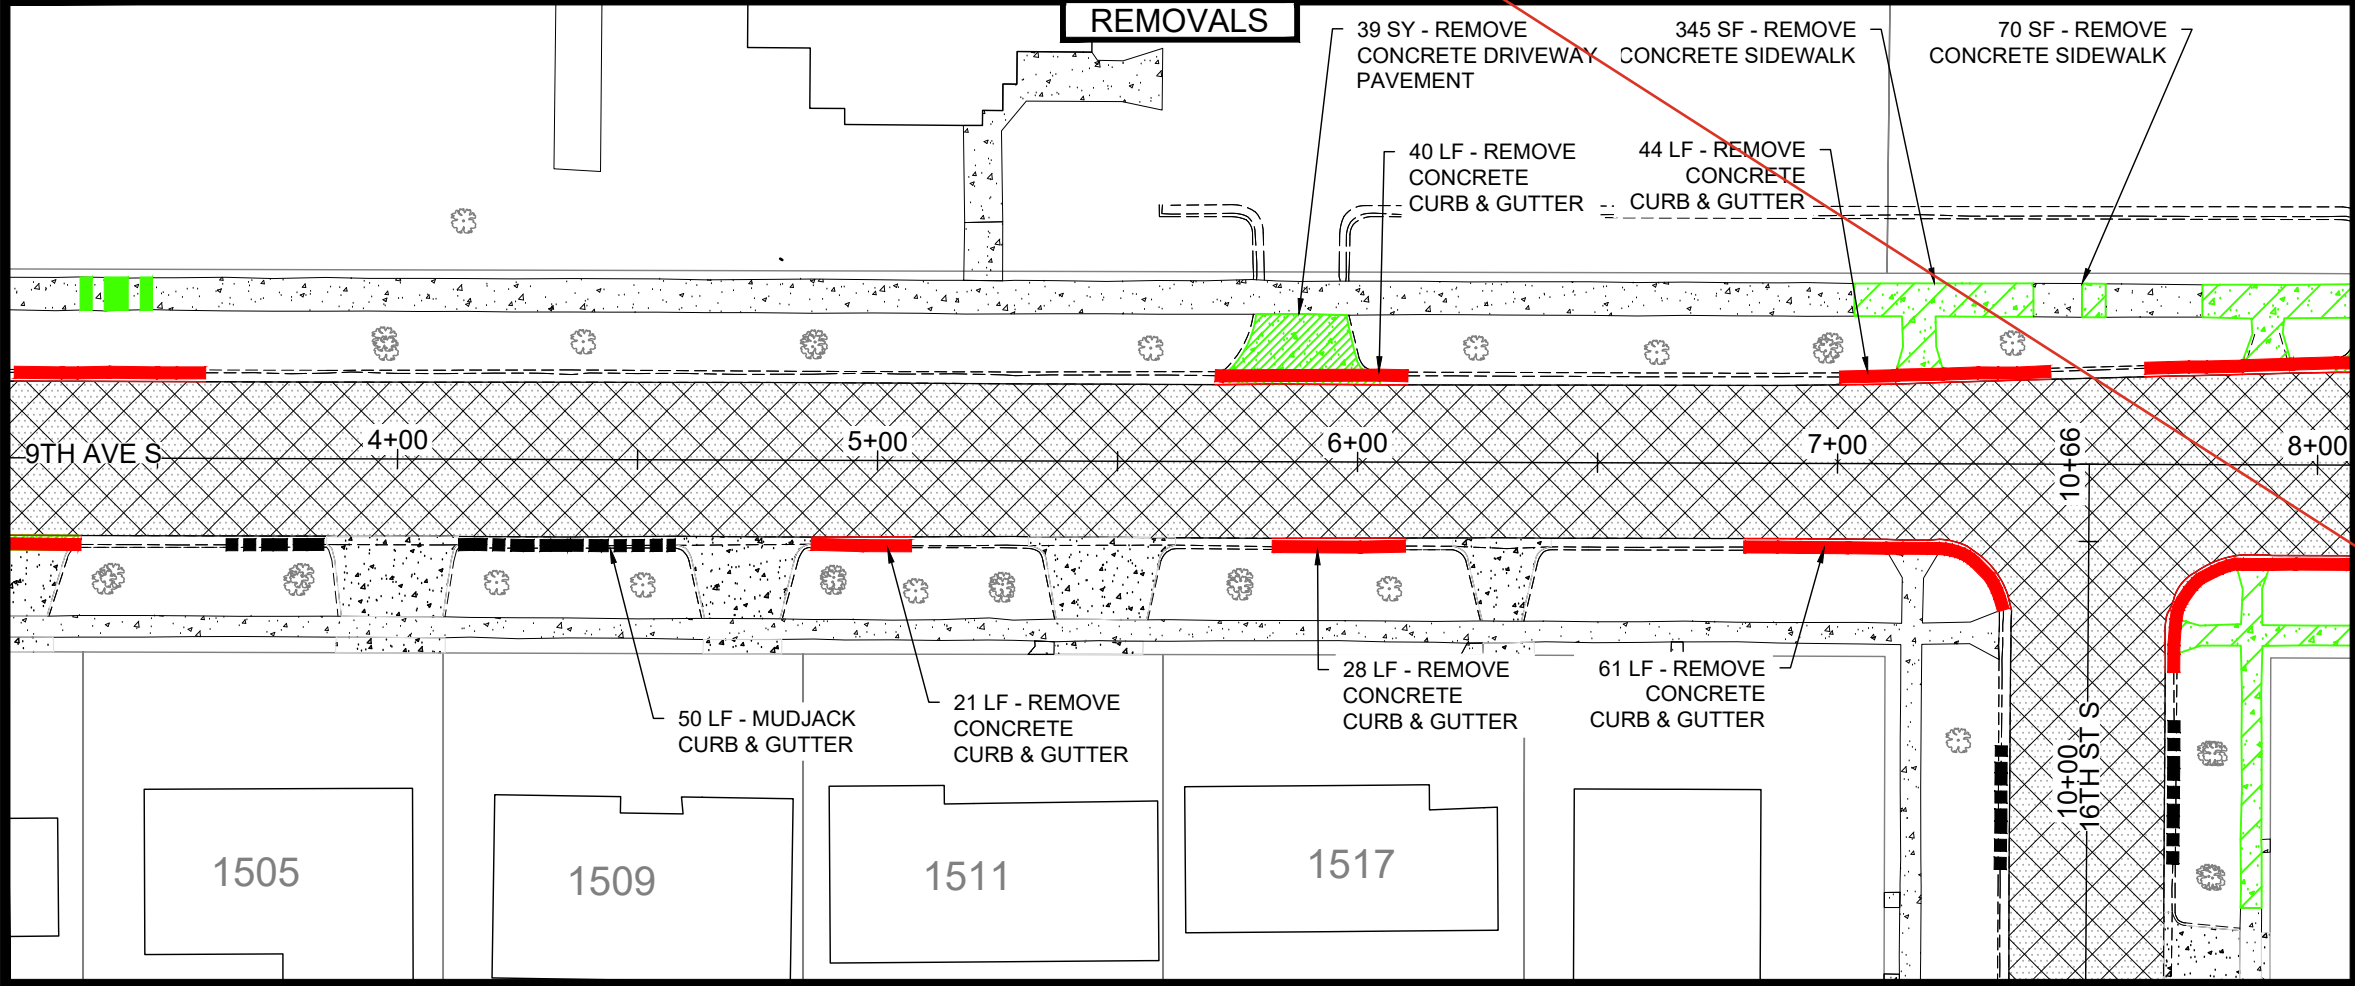 REMOVALS
39 SY - REMOVE
CONCRETE DRIVEWAY
PAVEMENT
345 SF - REMOVE
CONCRETE SIDEWALK
70 SF - REMOVE
CONCRETE SIDEWALK
40 LF - REMOVE
CONCRETE
CURB & GUTTER
44 LF - REMOVE
CONCRETE
CURB & GUTTER
9TH AVE S
4+00
5+00
6+00
7+00
8+00
10+66
10+00
16TH ST S
50 LF - MUDJACK
CURB & GUTTER
21 LF - REMOVE
CONCRETE
CURB & GUTTER
28 LF - REMOVE
CONCRETE
CURB & GUTTER
61 LF - REMOVE
CONCRETE
CURB & GUTTER
1505
1509
1511
1517